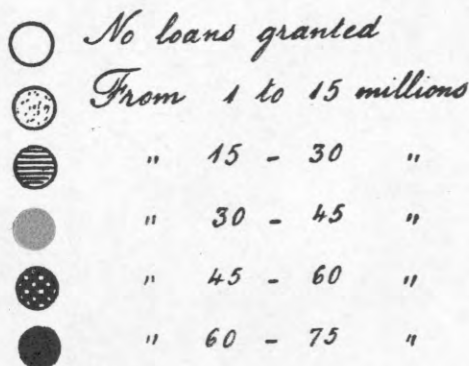 No loans granted
From 1 to 15 millions
" 15 - 30 "
" 30 - 45 "
" 45 - 60 "
" 60 - 75 "